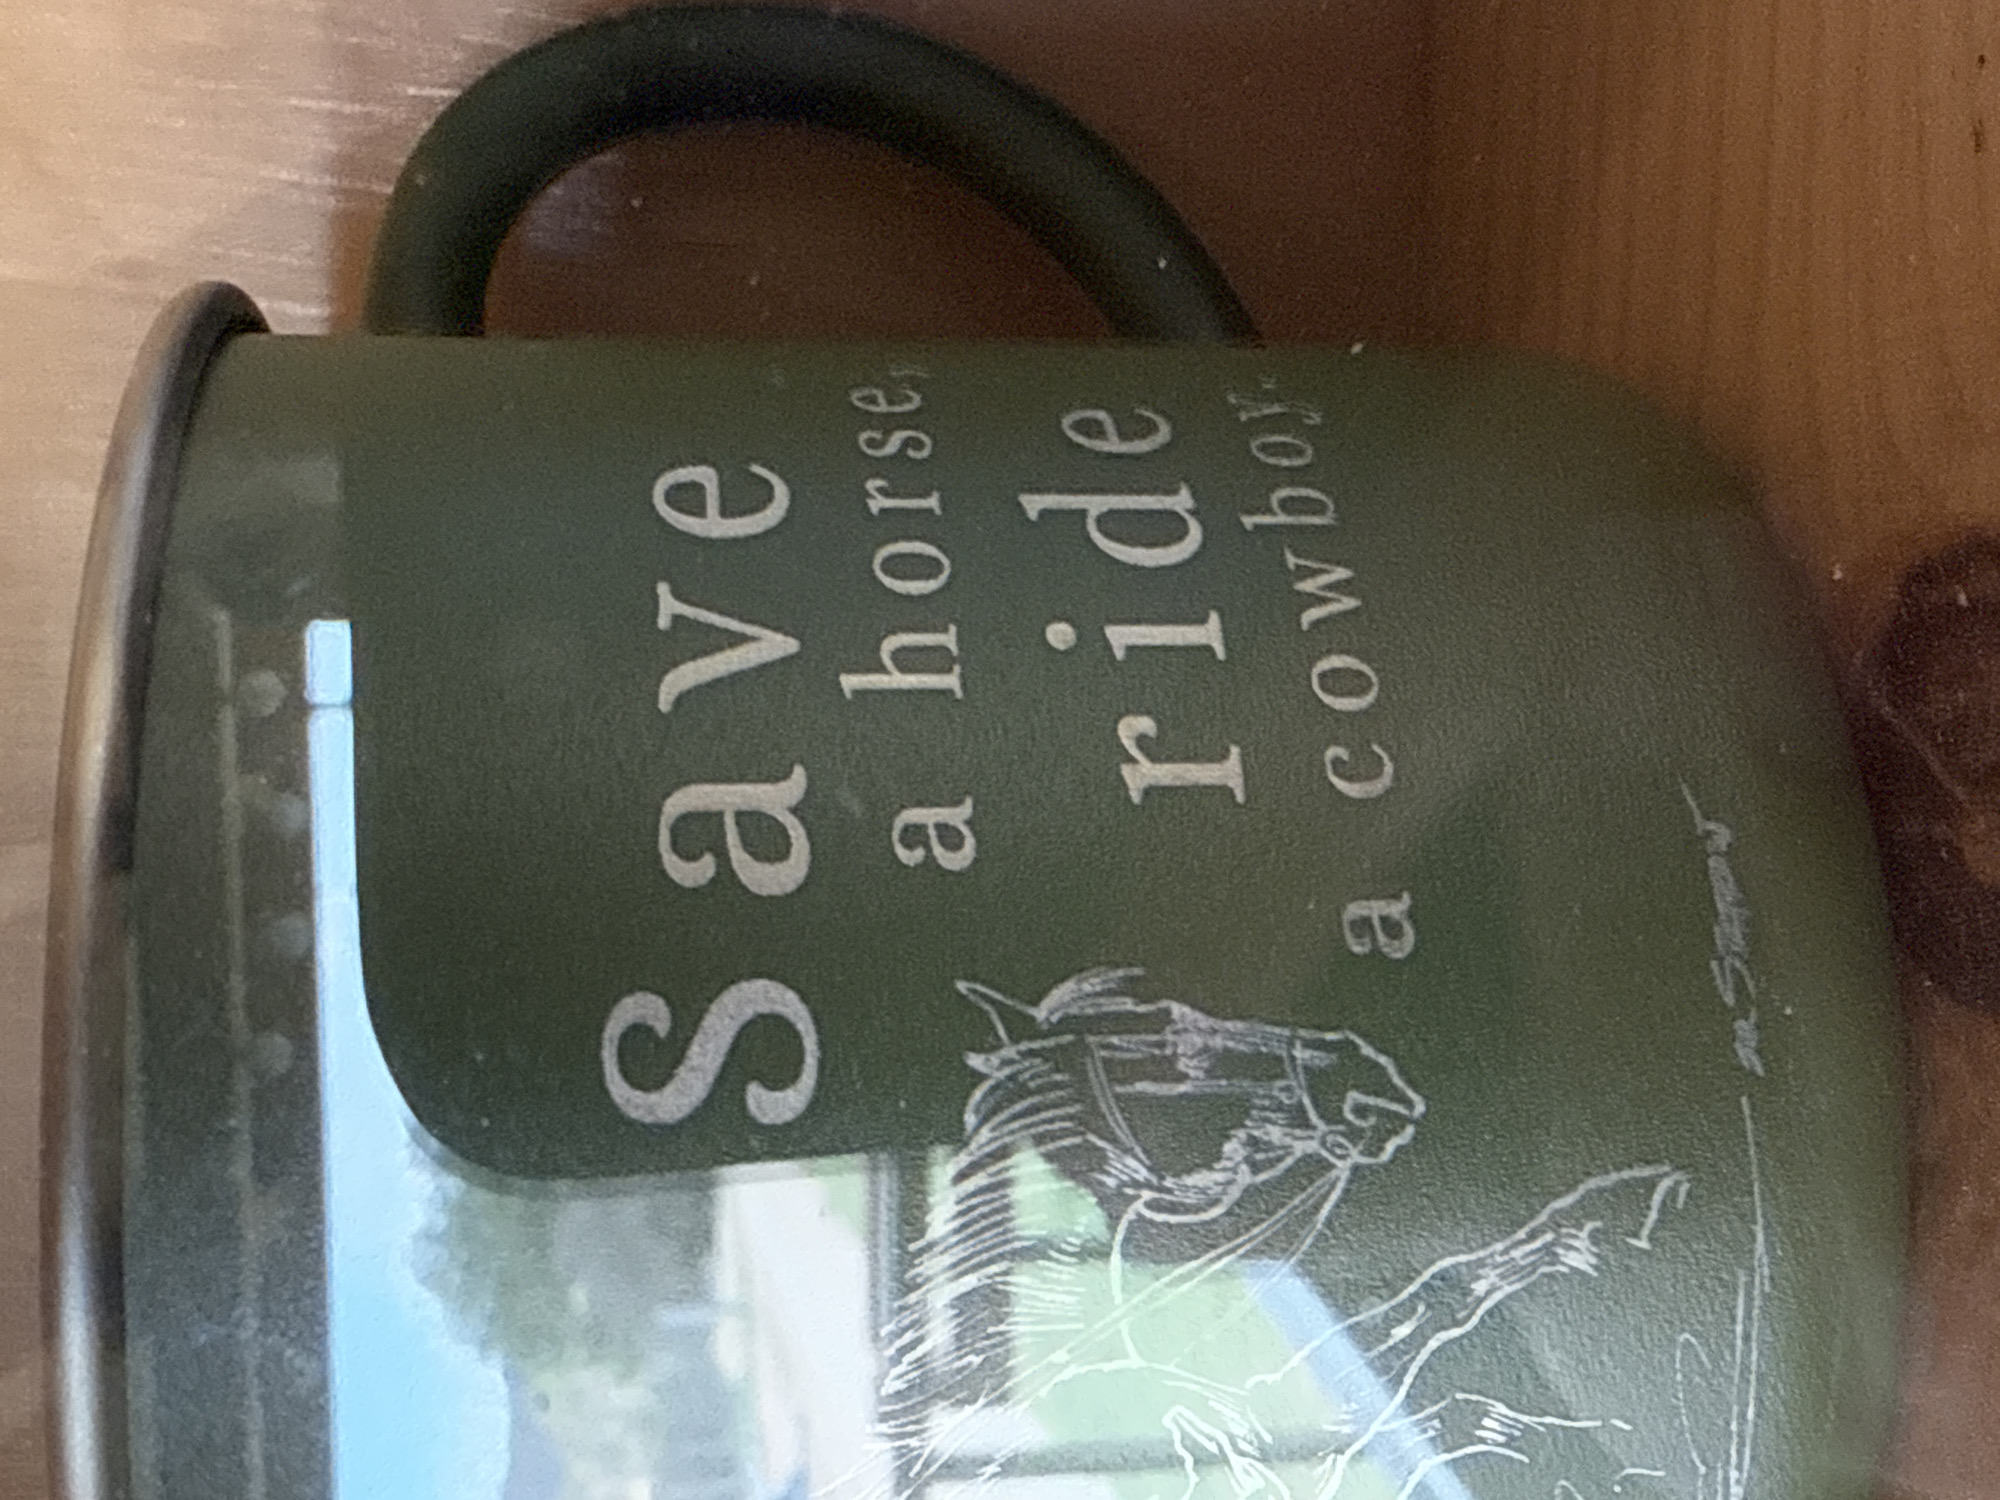 Save
a horse,
ride
a cowboy.